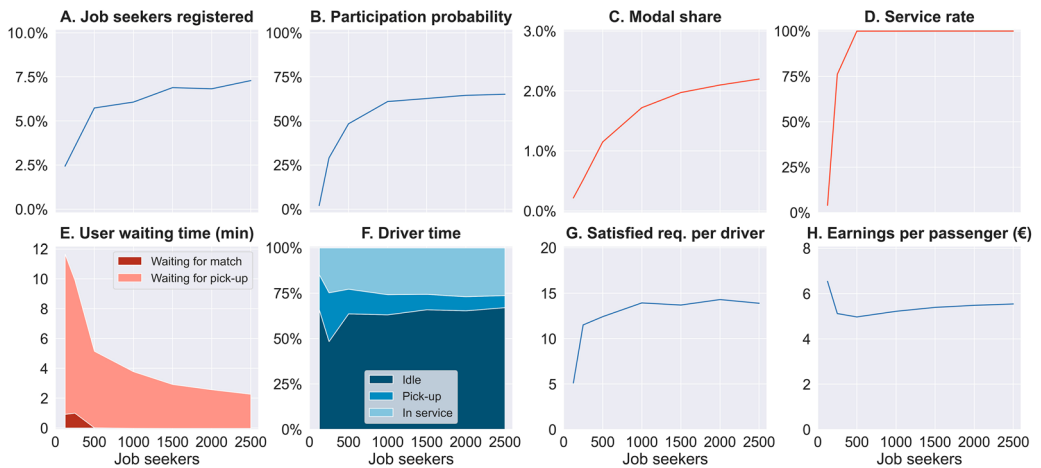 A. Job seekers registered
10.0%
7.5%
5.0%
2.5%
0.0%
B. Participation probability
100%
75%
50%
25%
0%
C. Modal share
3.0%
2.0%
1.0%
0.0%
D. Service rate
100%
75%
50%
25%
0%
E. User waiting time (min)
12
10
8
6
4
2
0
Waiting for match
Waiting for pick-up
0 500 1000 1500 2000 2500
Job seekers
F. Driver time
100%
75%
50%
25%
0%
Idle
Pick-up
In service
0 500 1000 1500 2000 2500
Job seekers
G. Satisfied req. per driver
20
15
10
5
0
0 500 1000 1500 2000 2500
Job seekers
H. Earnings per passenger (€)
8
6
4
2
0
0 500 1000 1500 2000 2500
Job seekers